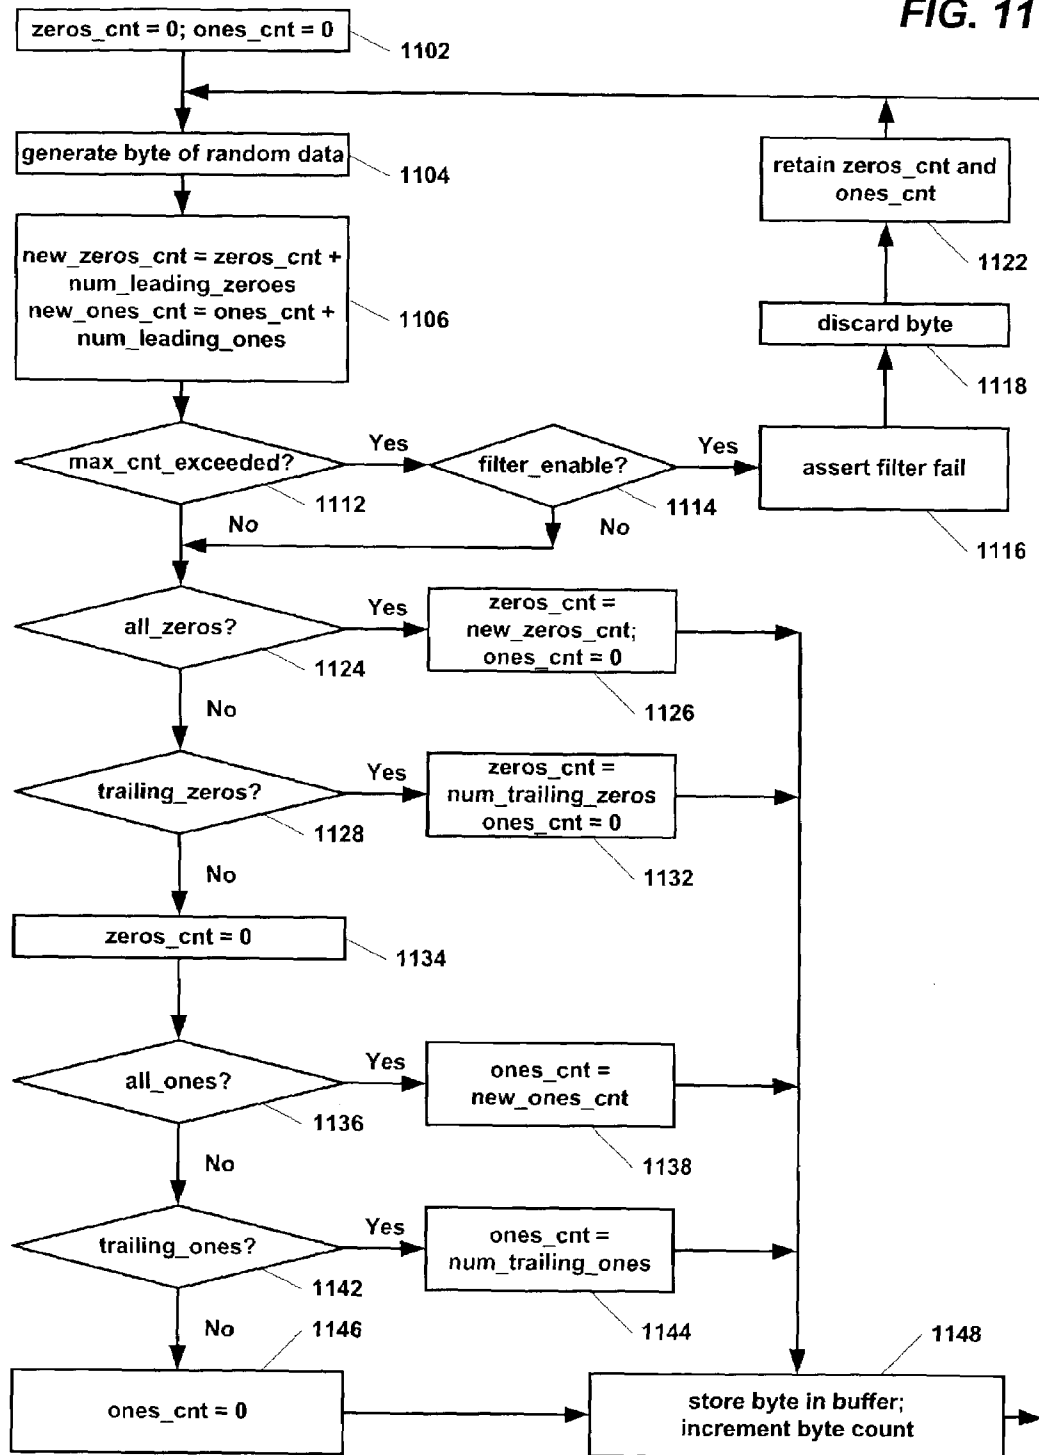 FIG. 11
zeros_cnt = 0; ones_cnt = 0
1102
generate byte of random data
1104
retain zeros_cnt and
ones_cnt
1122
new_zeros_cnt = zeros_cnt +
num_leading_zeroes
new_ones_cnt = ones_cnt +
num_leading_ones
1106
discard byte
1118
max_cnt_exceeded?
Yes
1112
No
filter_enable?
Yes
1114
No
assert filter fail
1116
all_zeros?
Yes
1124
No
zeros_cnt =
new_zeros_cnt;
ones_cnt = 0
1126
trailing_zeros?
Yes
1128
No
zeros_cnt =
num_trailing_zeros
ones_cnt = 0
1132
zeros_cnt = 0
1134
all_ones?
Yes
1136
No
ones_cnt =
new_ones_cnt
1138
trailing_ones?
Yes
1142
No
ones_cnt =
num_trailing_ones
1144
1146
ones_cnt = 0
1148
store byte in buffer;
increment byte count